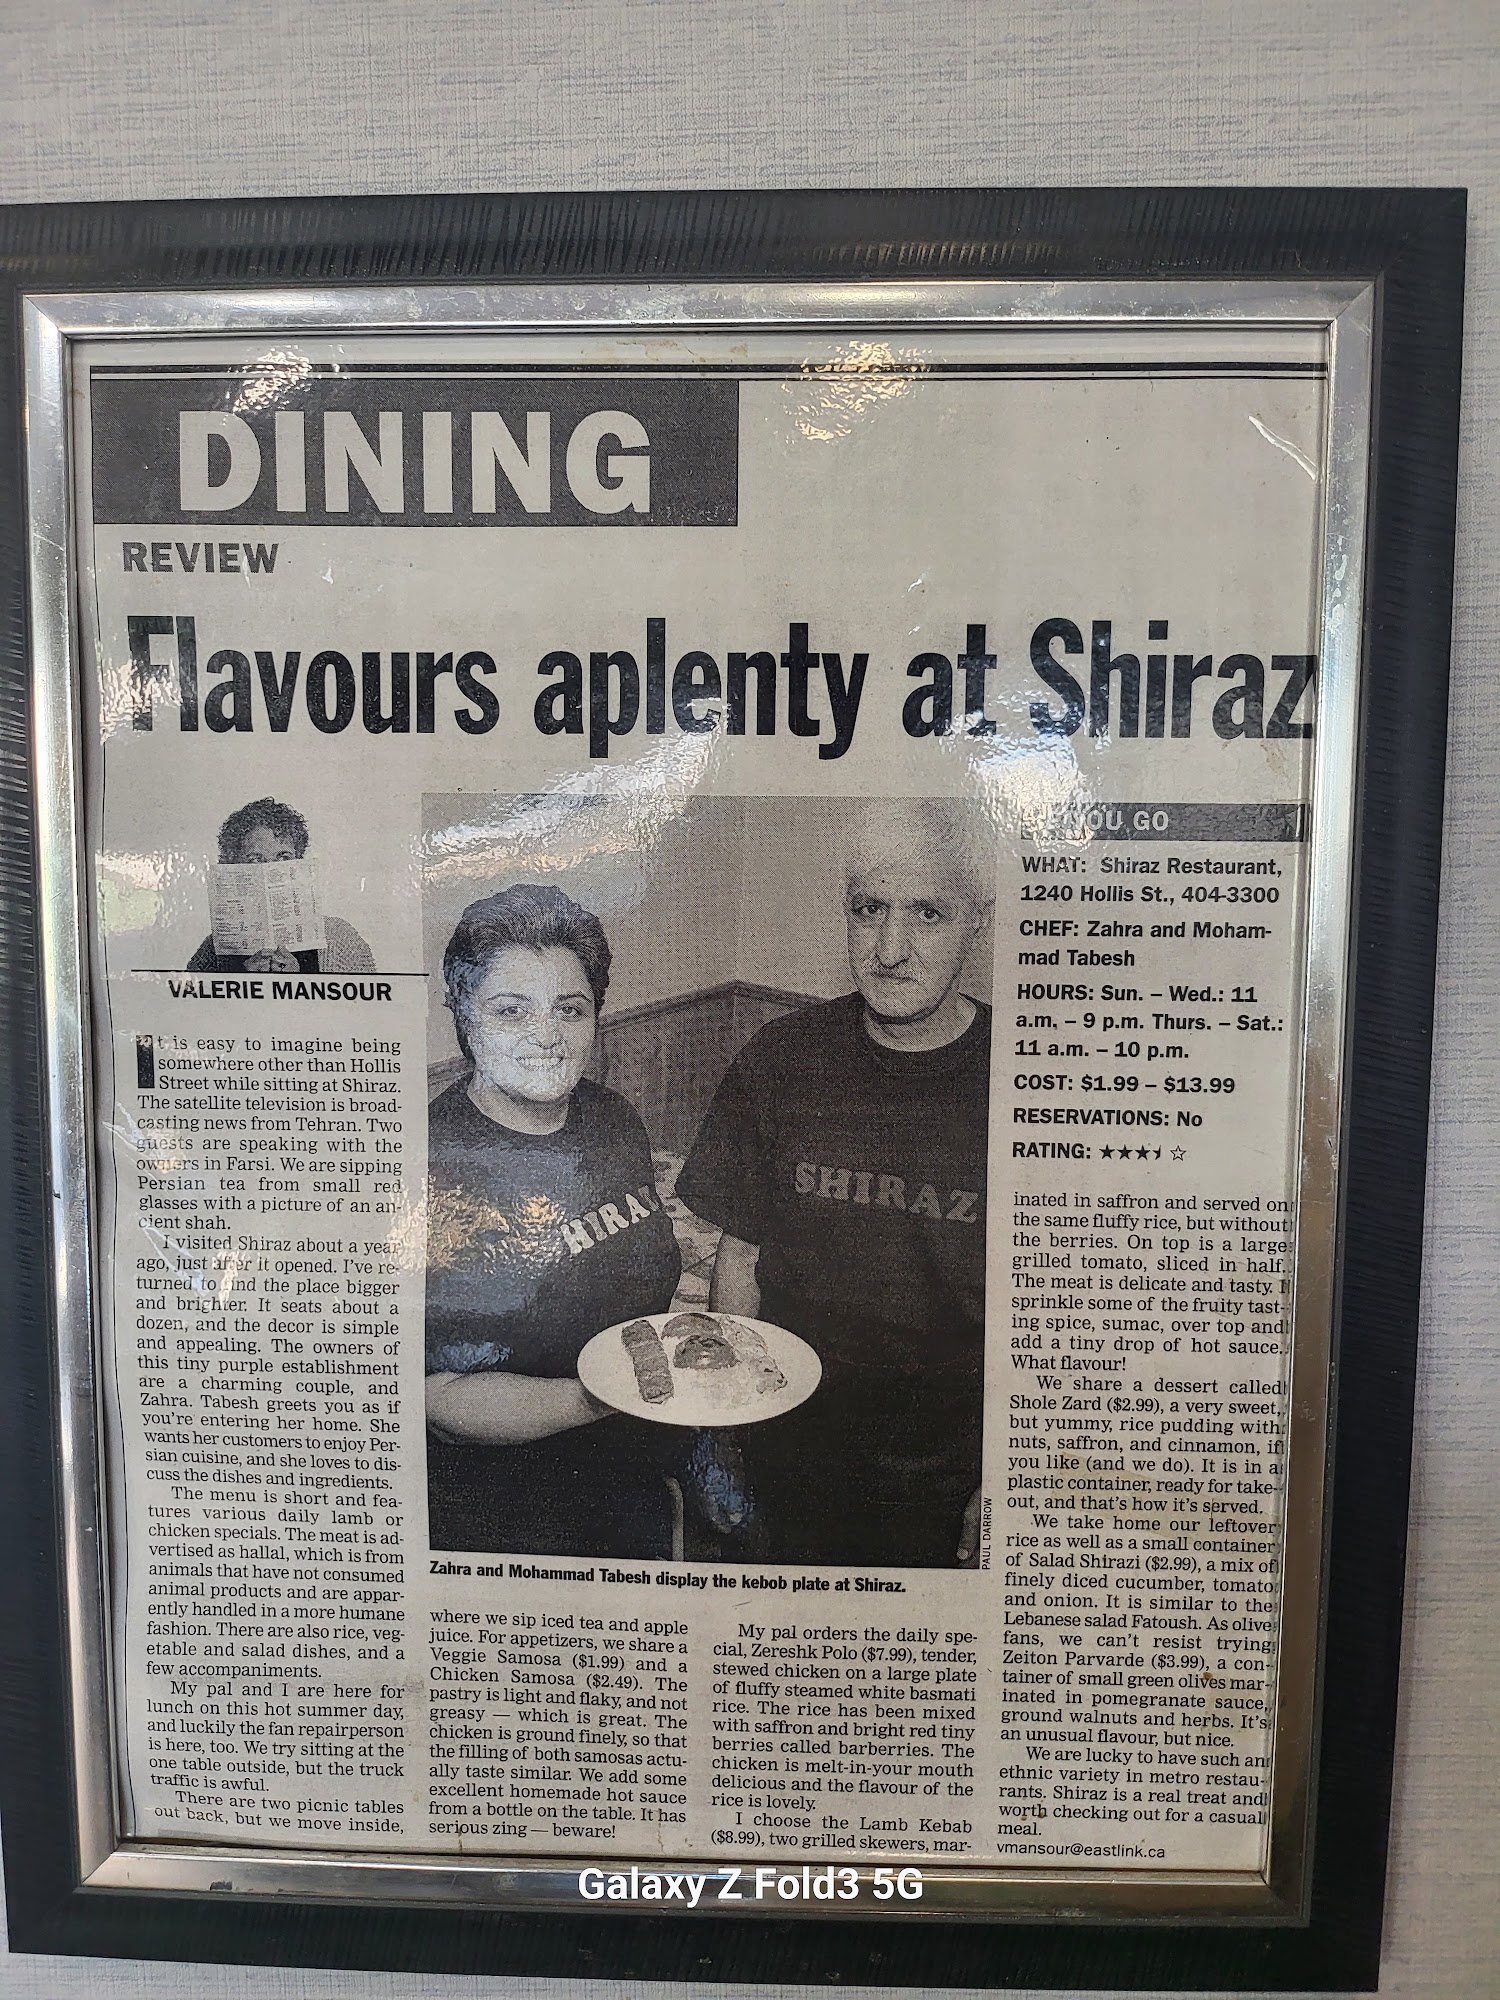 DINING
REVIEW
Flavours aplenty at Shiraz
VALERIE MANSOUR
It is easy to imagine being
somewhere other than Hollis
Street while sitting at Shiraz.
The satellite television is broad-
casting news from Tehran. Two
guests are speaking with the
owners in Farsi. We are sipping
Persian tea from small red
glasses with a picture of an an-
cient shah.
I visited Shiraz about a year
ago, just after it opened. I've re-
turned to find the place bigger
and brighter. It seats about a
dozen, and the decor is simple
and appealing. The owners of
this tiny purple establishment
are a charming couple, and
Zahra. Tabesh greets you as if
you're entering her home. She
wants her customers to enjoy Per-
sian cuisine, and she loves to dis-
cuss the dishes and ingredients.
The menu is short and fea-
tures various daily lamb or
chicken specials. The meat is ad-
vertised as hallal, which is from
animals that have not consumed
animal products and are appar-
ently handled in a more humane
fashion. There are also rice, veg-
etable and salad dishes, and a
few accompaniments.
My pal and I are here for
lunch on this hot summer day,
and luckily the fan repairperson
is here, too. We try sitting at the
one table outside, but the truck
traffic is awful.
There are two picnic tables
out back, but we move inside,
HIRAZ
SHIRAZ
PAUL DARROW
Zahra and Mohammad Tabesh display the kebob plate at Shiraz.
where we sip iced tea and apple
juice. For appetizers, we share a
Veggie Samosa ($1.99) and a
Chicken Samosa ($2.49). The
pastry is light and flaky, and not
greasy — which is great. The
chicken is ground finely, so that
the filling of both samosas actu-
ally taste similar. We add some
excellent homemade hot sauce
from a bottle on the table. It has
serious zing — beware!
My pal orders the daily spe-
cial, Zereshk Polo ($7.99), tender,
stewed chicken on a large plate
of fluffy steamed white basmati
rice. The rice has been mixed
with saffron and bright red tiny
berries called barberries. The
chicken is melt-in-your mouth
delicious and the flavour of the
rice is lovely.
I choose the Lamb Kebab
($8.99), two grilled skewers, mar-
YOU GO
WHAT: Shiraz Restaurant,
1240 Hollis St., 404-3300
CHEF: Zahra and Moham-
mad Tabesh
HOURS: Sun. – Wed.: 11
a.m. – 9 p.m. Thurs. – Sat.:
11 a.m. – 10 p.m.
COST: $1.99 – $13.99
RESERVATIONS: No
RATING:
inated in saffron and served on
the same fluffy rice, but without
the berries. On top is a large
grilled tomato, sliced in half.
The meat is delicate and tasty. I
sprinkle some of the fruity tast-
ing spice, sumac, over top and
add a tiny drop of hot sauce.
What flavour!
We share a dessert called
Shole Zard ($2.99), a very sweet,
but yummy, rice pudding with
nuts, saffron, and cinnamon, if
you like (and we do). It is in a
plastic container, ready for take-
out, and that's how it's served.
We take home our leftover
rice as well as a small container
of Salad Shirazi ($2.99), a mix of
finely diced cucumber, tomato
and onion. It is similar to the
Lebanese salad Fatoush. As olive
fans, we can't resist trying
Zeiton Parvarde ($3.99), a con-
tainer of small green olives mar-
inated in pomegranate sauce,
ground walnuts and herbs. It's
an unusual flavour, but nice.
We are lucky to have such an
ethnic variety in metro restau-
rants. Shiraz is a real treat and
worth checking out for a casual
meal.
vmansour@eastlink.ca
Galaxy Z Fold3 5G